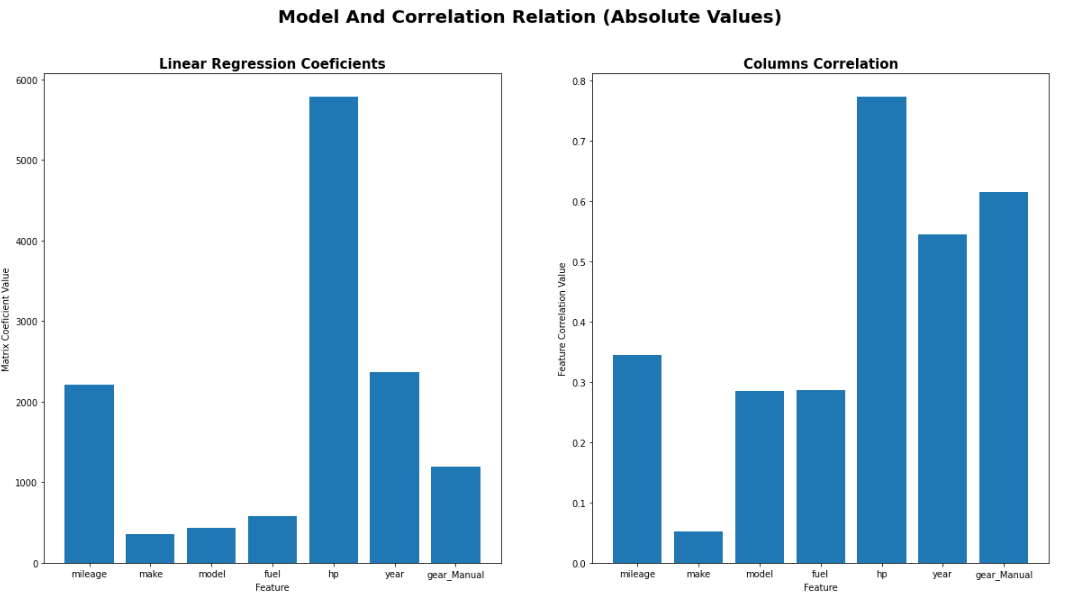 Model And Correlation Relation (Absolute Values)
Linear Regression Coeficients
6000
5000
4000
3000
2000
1000
0
Matrix Coeficient Value
mileage make model fuel hp year gear_Manual
Feature
Columns Correlation
0.8
0.7
0.6
0.5
0.4
0.3
0.2
0.1
0.0
Feature Correlation Value
mileage make model fuel hp year gear_Manual
Feature